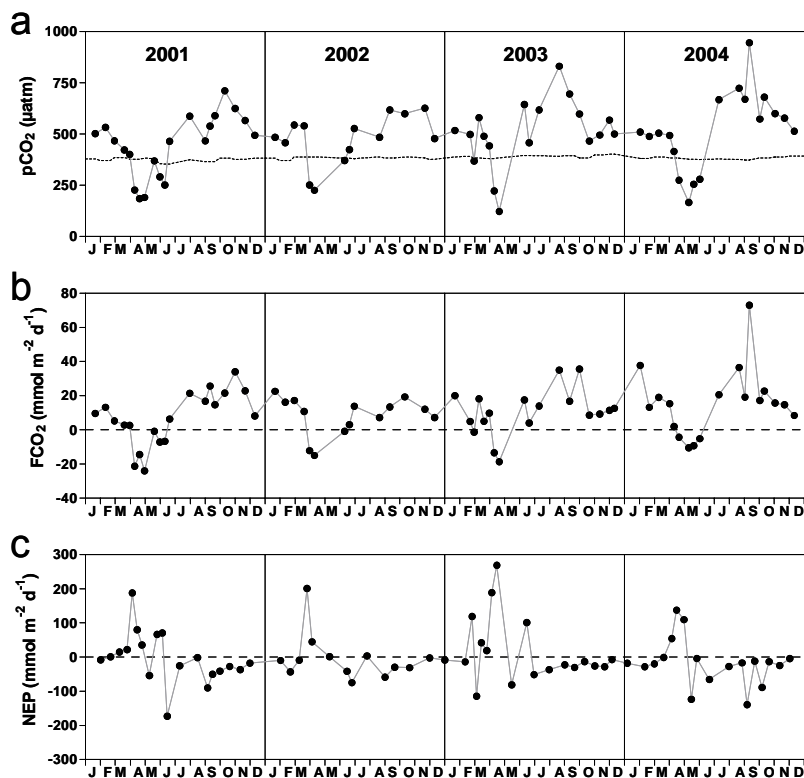 a
2001 2002 2003 2004
pCO₂ (µatm)
1000
750
500
250
0
J F M A M J J A S O N D J F M A M J J A S O N D J F M A M J J A S O N D J F M A M J J A S O N D
b
FCO₂ (mmol m⁻² d⁻¹)
80
60
40
20
0
-20
-40
J F M A M J J A S O N D J F M A M J J A S O N D J F M A M J J A S O N D J F M A M J J A S O N D
c
NEP (mmol m⁻² d⁻¹)
300
200
100
0
-100
-200
-300
J F M A M J J A S O N D J F M A M J J A S O N D J F M A M J J A S O N D J F M A M J J A S O N D